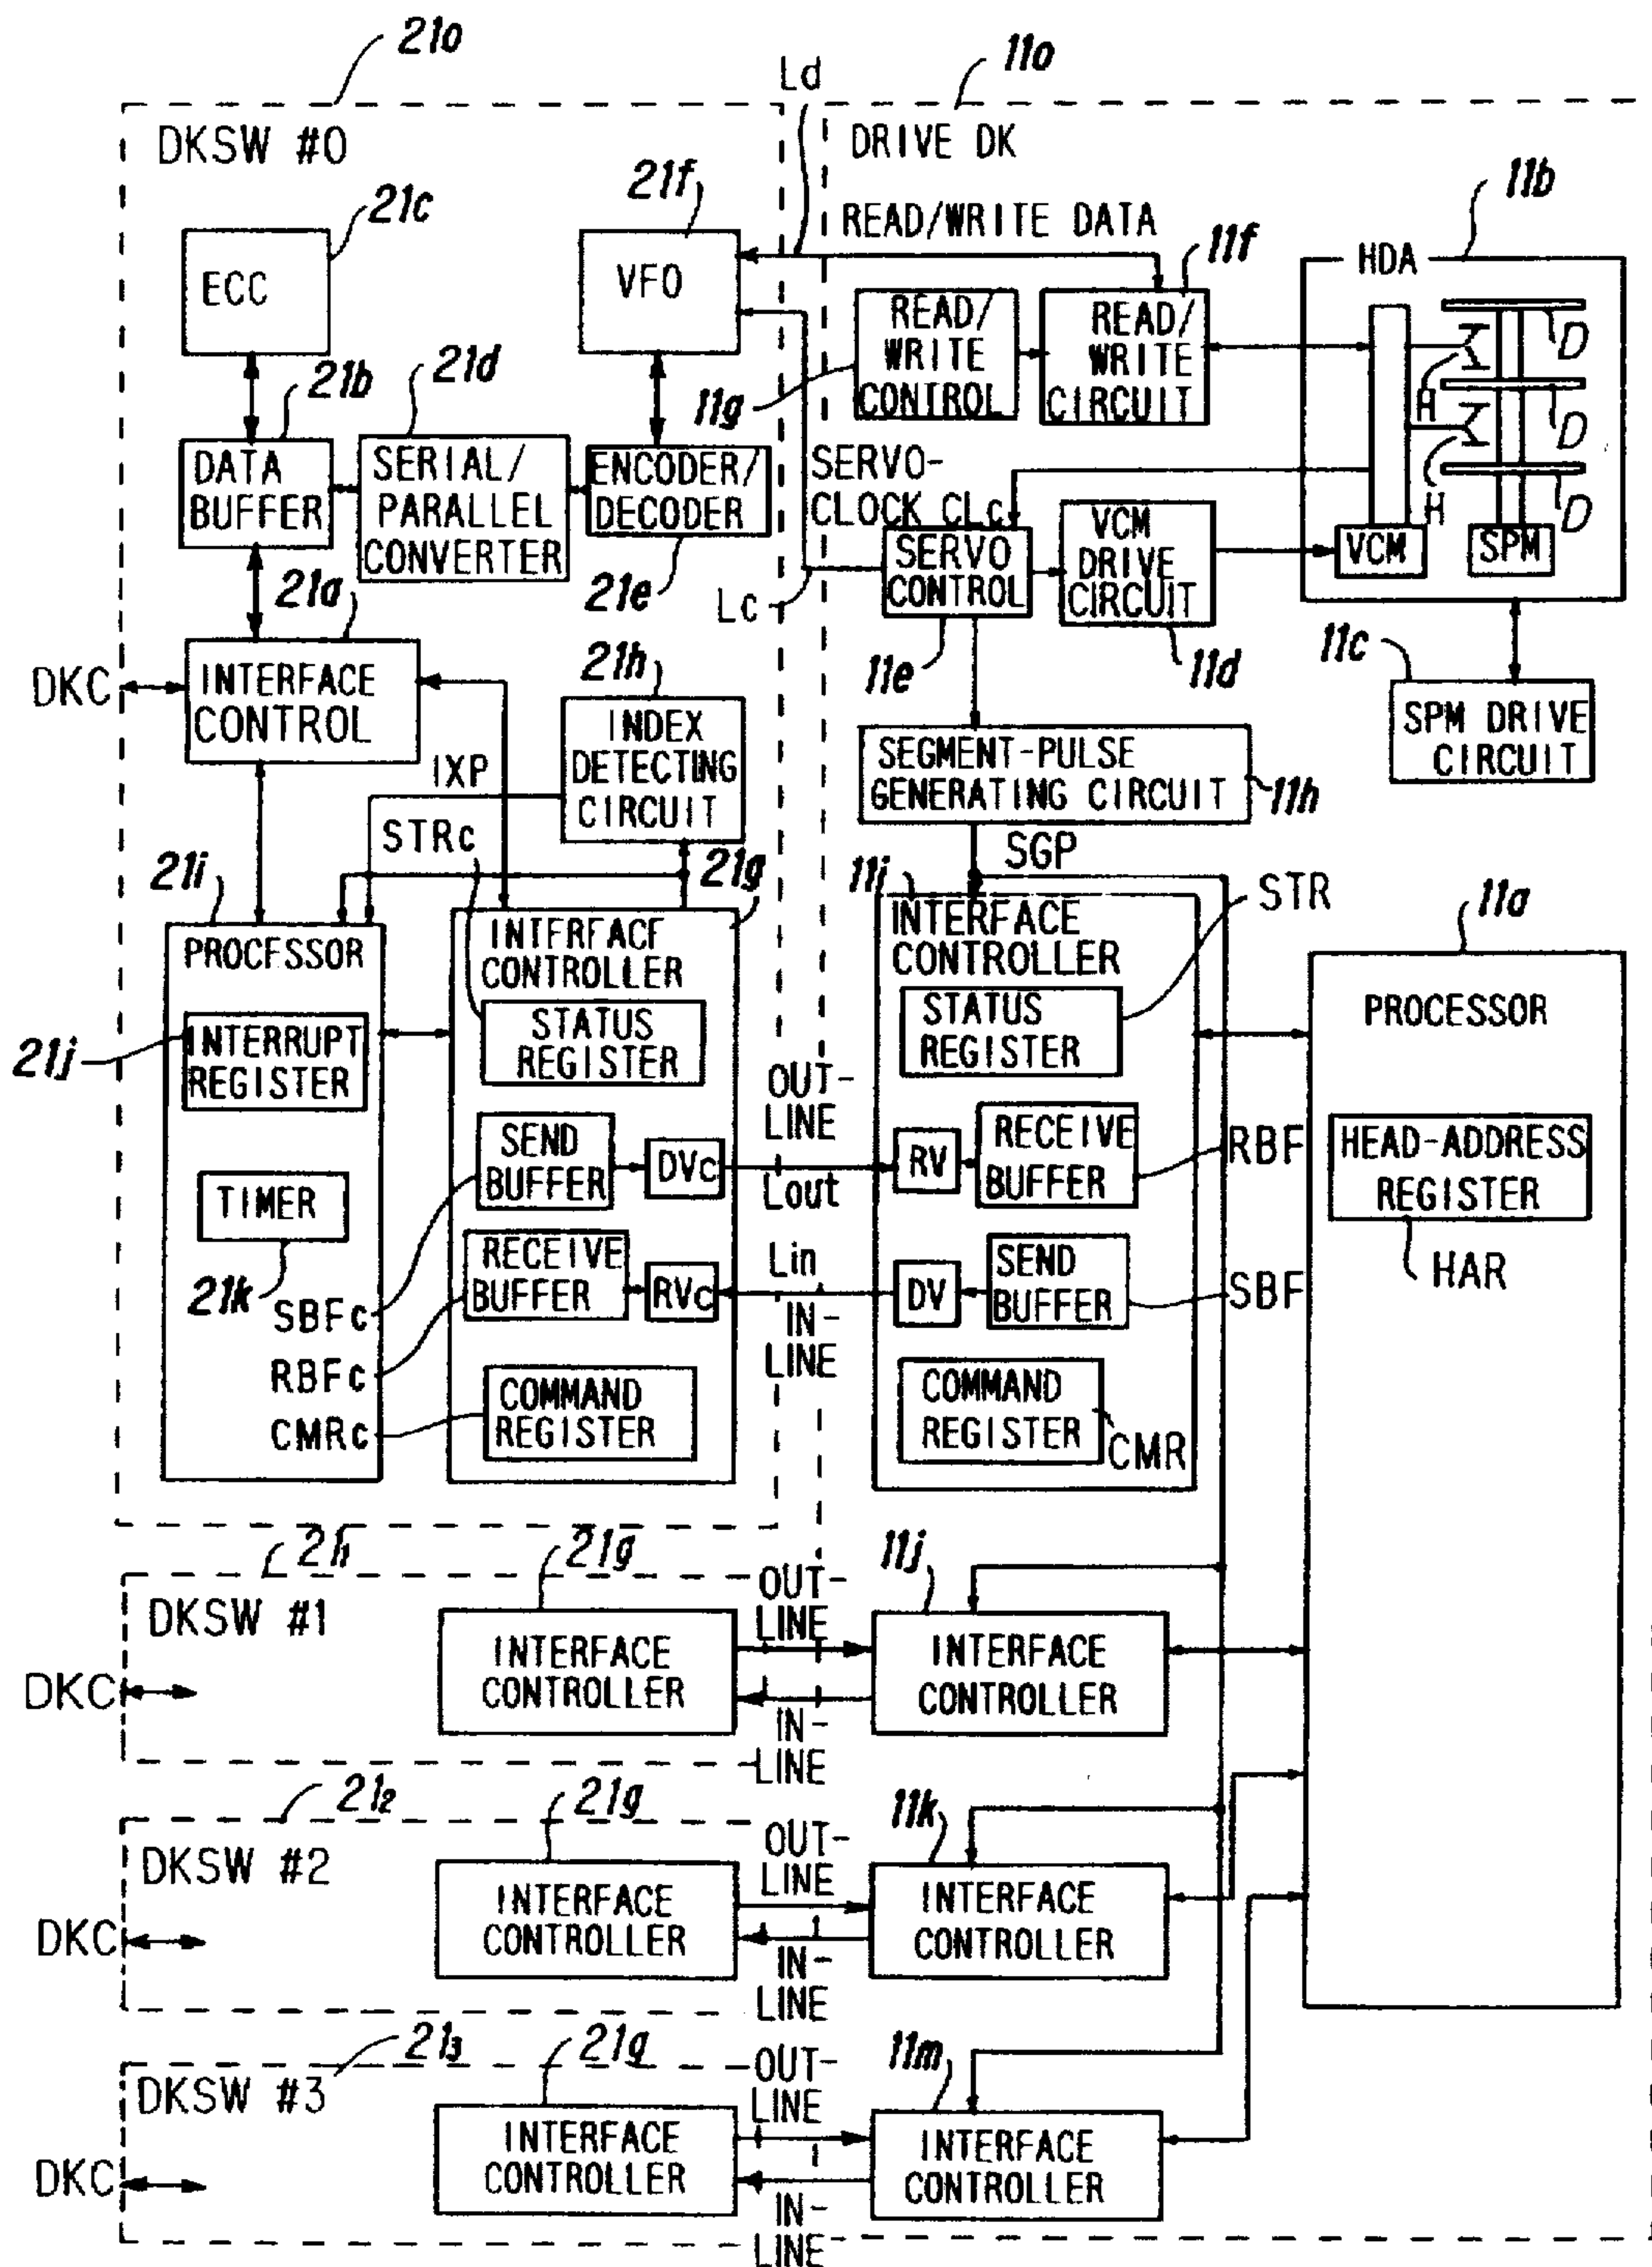 21o
11o
Ld
DKSW #0
DRIVE DK
21c
21f
11b
READ/WRITE DATA
11f
HDA
ECC
VFO
READ/
WRITE
CONTROL
READ/
WRITE
CIRCUIT
D
H
D
H
D
11g
21b
21d
DATA
BUFFER
SERIAL/
PARALLEL
CONVERTER
ENCODER/
DECODER
SERVO-
CLOCK CLc
VCM
DRIVE
CIRCUIT
SERVO
CONTROL
VCM
SPM
21a
21e
Lc
11e
11d
11c
21h
DKC
INTERFACE
CONTROL
INDEX
DETECTING
CIRCUIT
SPM DRIVE
CIRCUIT
IXP
SEGMENT-PULSE
GENERATING CIRCUIT
11h
STRc
SGP
21i
21g
11i
STR
11a
PROCESSOR
INTERFACE
CONTROLLER
INTERFACE
CONTROLLER
PROCESSOR
21j
INTERRUPT
REGISTER
STATUS
REGISTER
STATUS
REGISTER
OUT-
LINE
SEND
BUFFER
DVc
Lout
RV
RECEIVE
BUFFER
RBF
HEAD-ADDRESS
REGISTER
HAR
TIMER
21k
RECEIVE
BUFFER
RVc
Lin
DV
SEND
BUFFER
SBF
SBFc
IN-
LINE
RBFc
CMRc
COMMAND
REGISTER
COMMAND
REGISTER
CMR
211
21g
11j
DKSW #1
OUT-
LINE
INTERFACE
CONTROLLER
INTERFACE
CONTROLLER
DKC
IN-
LINE
212
21g
11k
DKSW #2
OUT-
LINE
INTERFACE
CONTROLLER
INTERFACE
CONTROLLER
DKC
IN-
LINE
213
21g
11m
DKSW #3
OUT-
LINE
INTERFACE
CONTROLLER
INTERFACE
CONTROLLER
DKC
IN-
LINE